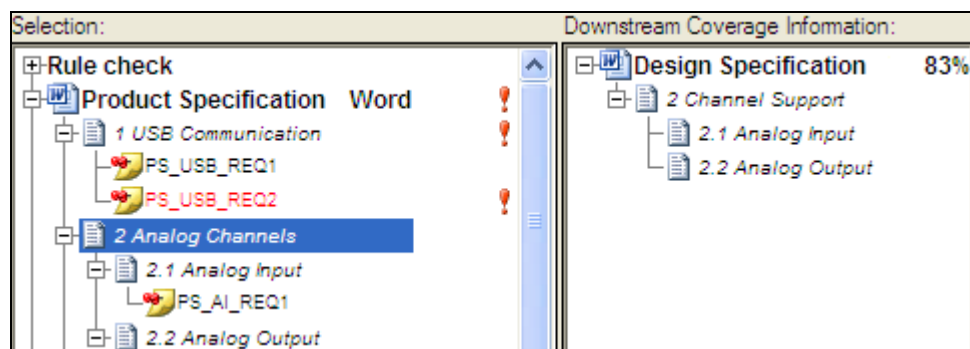 Selection:
Rule check
Product Specification Word
1 USB Communication
PS_USB_REQ1
PS_USB_REQ2
2 Analog Channels
2.1 Analog Input
PS_AI_REQ1
2.2 Analog Output
Downstream Coverage Information:
Design Specification 83%
2 Channel Support
2.1 Analog Input
2.2 Analog Output